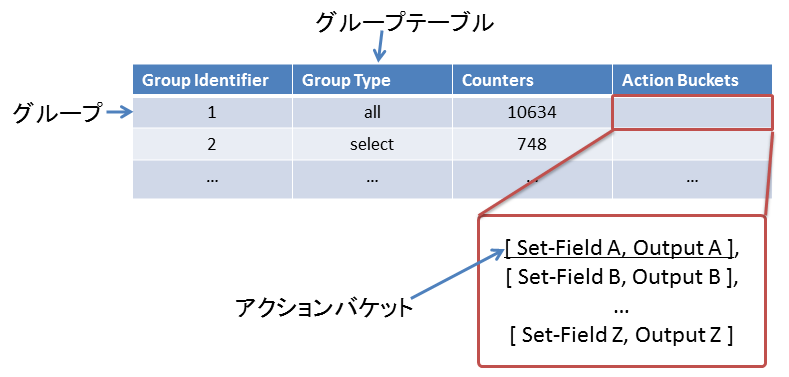 グループテーブル
Group Identifier Group Type Counters Action Buckets
グループ 1 all 10634
2 select 748
... ... ... ...
[ Set-Field A, Output A ],
[ Set-Field B, Output B ],
...
アクションバケット
[ Set-Field Z, Output Z ]